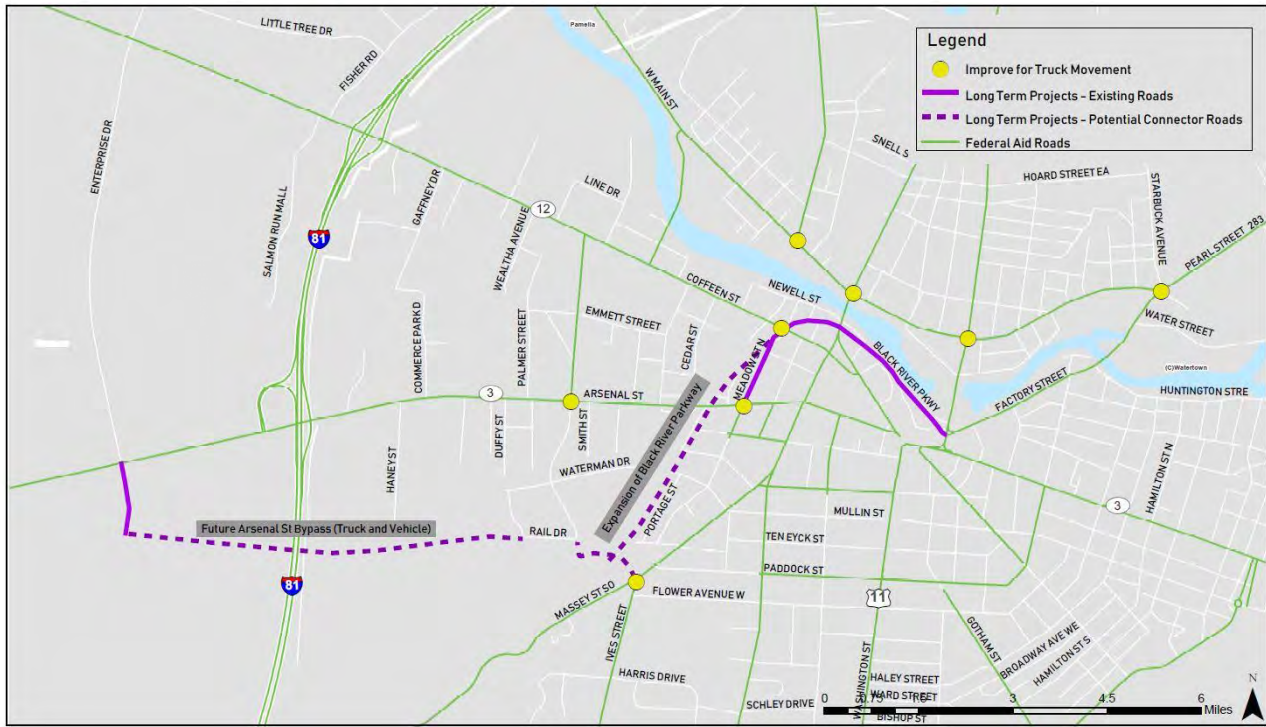 LITTLE TREE DR
FISHER RD
Pamelia
W MAIN ST
Legend
Improve for Truck Movement
Long Term Projects - Existing Roads
Long Term Projects - Potential Connector Roads
Federal Aid Roads
ENTERPRISE DR
SALMON RUN MALL
GAFFNEY DR
LINE DR
SNELL S
HOARD STREET EA
STARBUCK AVENUE
PEARL STREET 283
12
81
WEALTHA AVENUE
COFFEEN ST
NEWELL ST
WATER STREET
EMMETT STREET
COMMERCE PARK D
PALMER STREET
CEDAR ST
MEADOW ST N
BLACK RIVER PKWY
(C)Watertown
HUNTINGTON STRE
FACTORY STREET
3
ARSENAL ST
DUFFY ST
SMITH ST
HANEY ST
WATERMAN DR
Expansion of Black River Parkway
PORTAGE ST
HAMILTON ST N
3
MULLIN ST
Future Arsenal St Bypass (Truck and Vehicle)
RAIL DR
TEN EYCK ST
PADDOCK ST
81
MASSEY ST SO
FLOWER AVENUE W
11
IVES STREET
GOTHAM ST
BROADWAY AVE WE
HAMILTON ST S
HARRIS DRIVE
WASHINGTON ST
HALEY STREET
WARD STREET
SCHLEY DRIVE
BISHOP ST
0 0.75 1.5 3 4.5 6
Miles
N